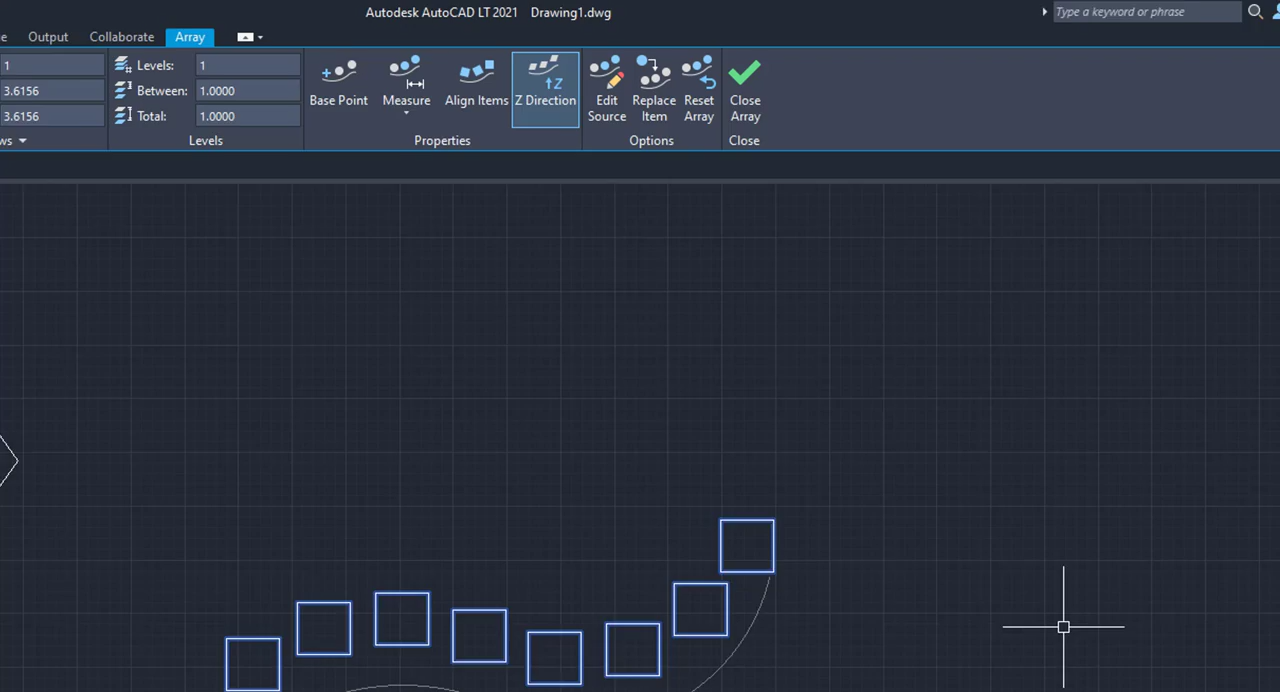 Autodesk AutoCAD LT 2021 Drawing1.dwg
Type a keyword or phrase
e Output Collaborate Array
1 Levels: 1
3.6156 Between: 1.0000
3.6156 Total: 1.0000
Base Point Measure Align Items Z Direction Edit Source Replace Item Reset Array Close Array
ws Levels Properties Options Close